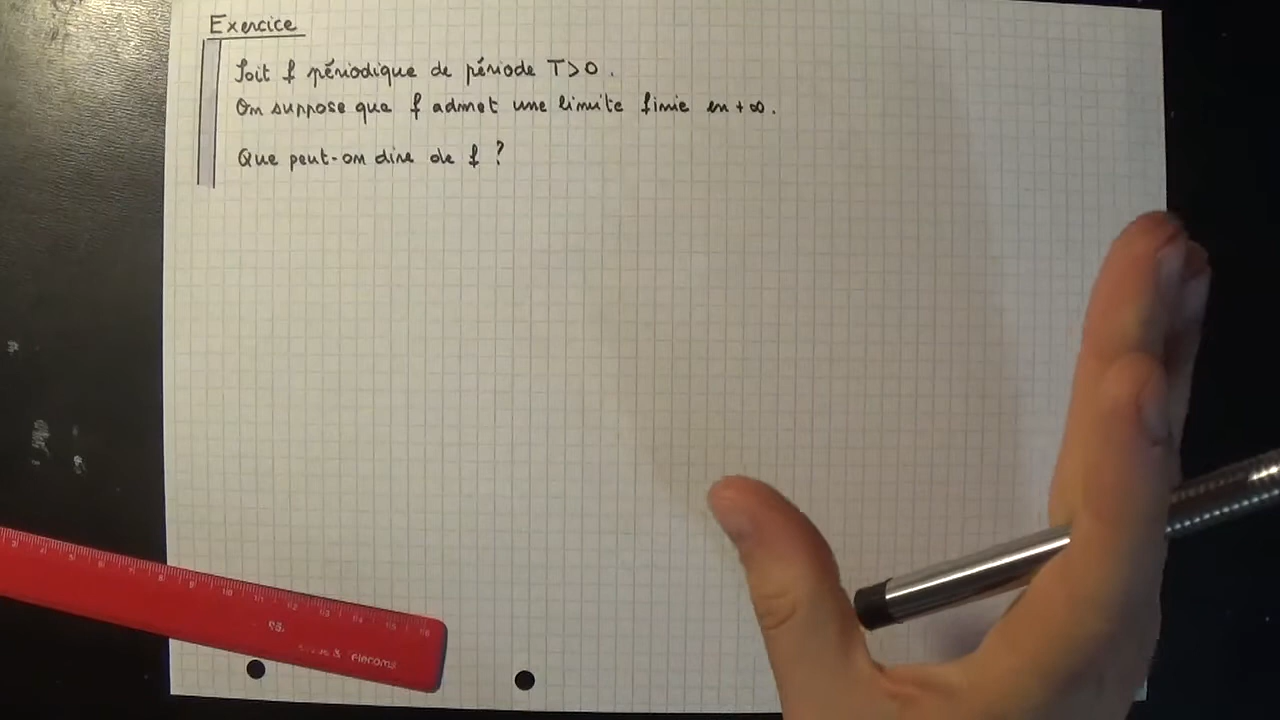 Exercice
Soit f périodique de période T>0.
On suppose que f admet une limite finie en +∞.
Que peut-on dire de f ?